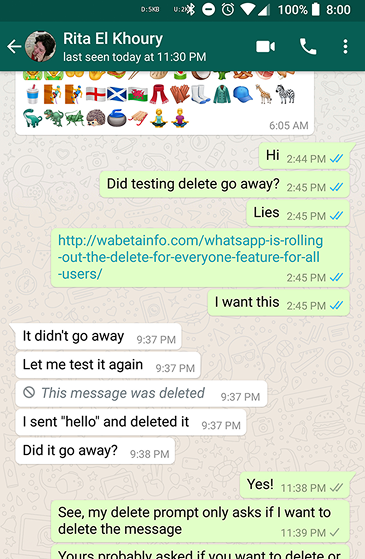 D: 5KB U: 2K 100% 8:00
Rita El Khoury
last seen today at 11:30 PM
6:05 AM
Hi 2:44 PM
Did testing delete go away? 2:45 PM
Lies 2:45 PM
http://wabetainfo.com/whatsapp-is-rolling
-out-the-delete-for-everyone-feature-for-all
-users/ 2:45 PM
I want this 2:45 PM
It didn't go away 9:37 PM
Let me test it again 9:37 PM
This message was deleted 9:37 PM
I sent "hello" and deleted it 9:37 PM
Did it go away? 9:38 PM
Yes! 11:38 PM
See, my delete prompt only asks if I want to
delete the message 11:39 PM
Yours probably asked if you want to delete or